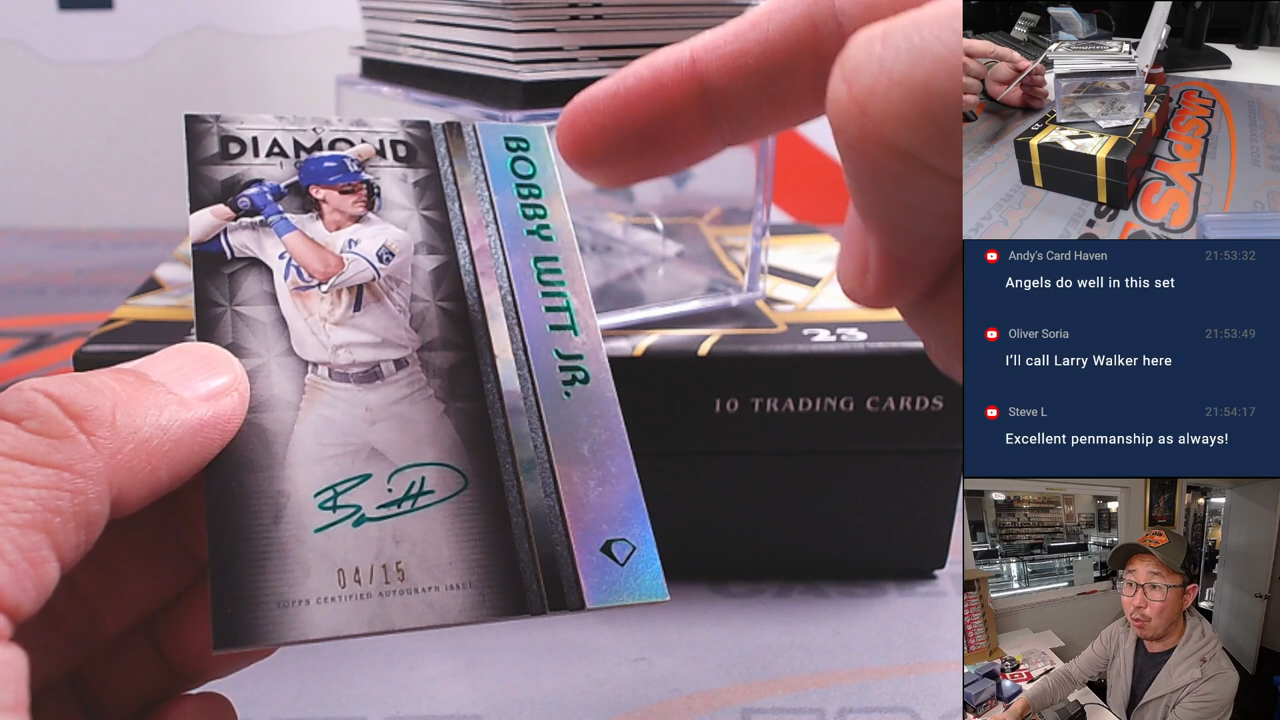 DIAMOND
BOBBY WITT JR.
04/15
TOPPS CERTIFIED AUTOGRAPH ISSUE
23
10 TRADING CARDS
JASPYS
Andy's Card Haven 21:53:32
Angels do well in this set
Oliver Soria 21:53:49
I'll call Larry Walker here
Steve L 21:54:17
Excellent penmanship as always!